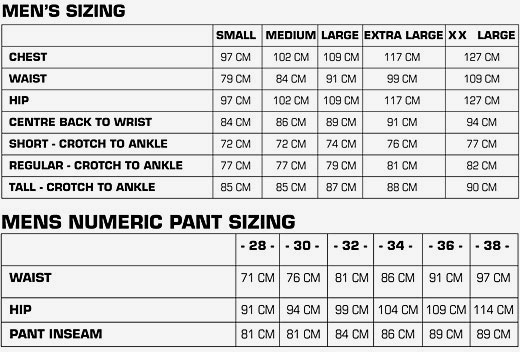 MEN'S SIZING
SMALL MEDIUM LARGE EXTRA LARGE XX LARGE
CHEST 97 CM 102 CM 109 CM 117 CM 127 CM
WAIST 79 CM 84 CM 91 CM 99 CM 109 CM
HIP 97 CM 102 CM 109 CM 117 CM 127 CM
CENTRE BACK TO WRIST 84 CM 86 CM 89 CM 91 CM 94 CM
SHORT - CROTCH TO ANKLE 72 CM 72 CM 74 CM 76 CM 77 CM
REGULAR - CROTCH TO ANKLE 77 CM 77 CM 79 CM 81 CM 82 CM
TALL - CROTCH TO ANKLE 85 CM 85 CM 87 CM 88 CM 90 CM
MENS NUMERIC PANT SIZING
- 28 - - 30 - - 32 - - 34 - - 36 - - 38 -
WAIST 71 CM 76 CM 81 CM 86 CM 91 CM 97 CM
HIP 91 CM 94 CM 99 CM 104 CM 109 CM 114 CM
PANT INSEAM 81 CM 81 CM 84 CM 86 CM 89 CM 89 CM